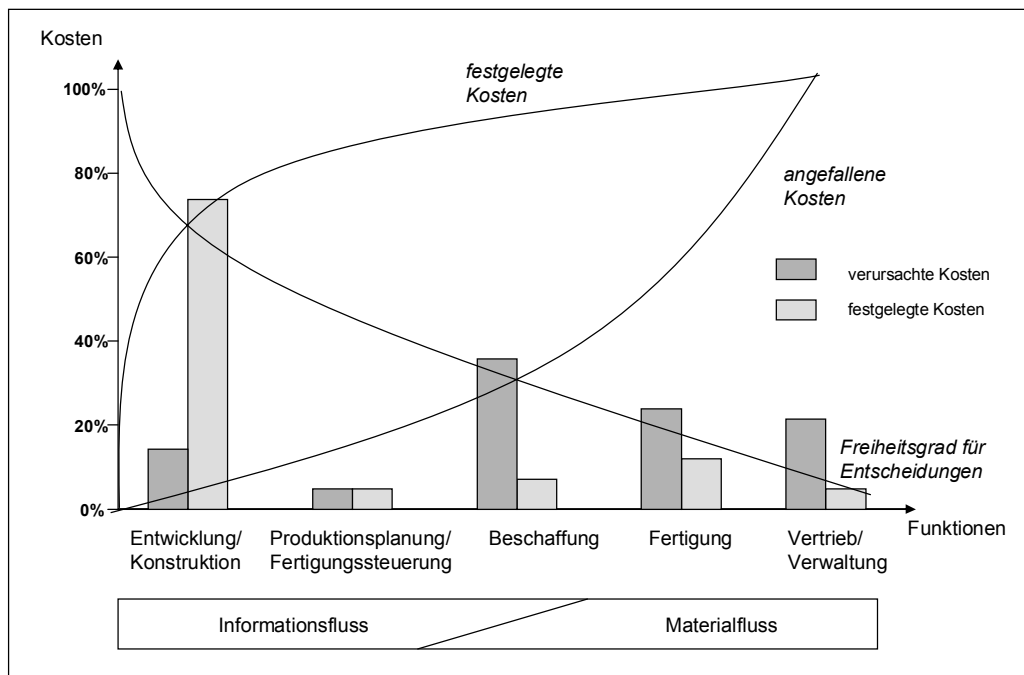 Kosten
festgelegte
Kosten
100%
80%
angefallene
Kosten
60%
verursachte Kosten
festgelegte Kosten
40%
20%
Freiheitsgrad für
Entscheidungen
0%
Funktionen
Entwicklung/
Konstruktion
Produktionsplanung/
Fertigungssteuerung
Beschaffung
Fertigung
Vertrieb/
Verwaltung
Informationsfluss
Materialfluss